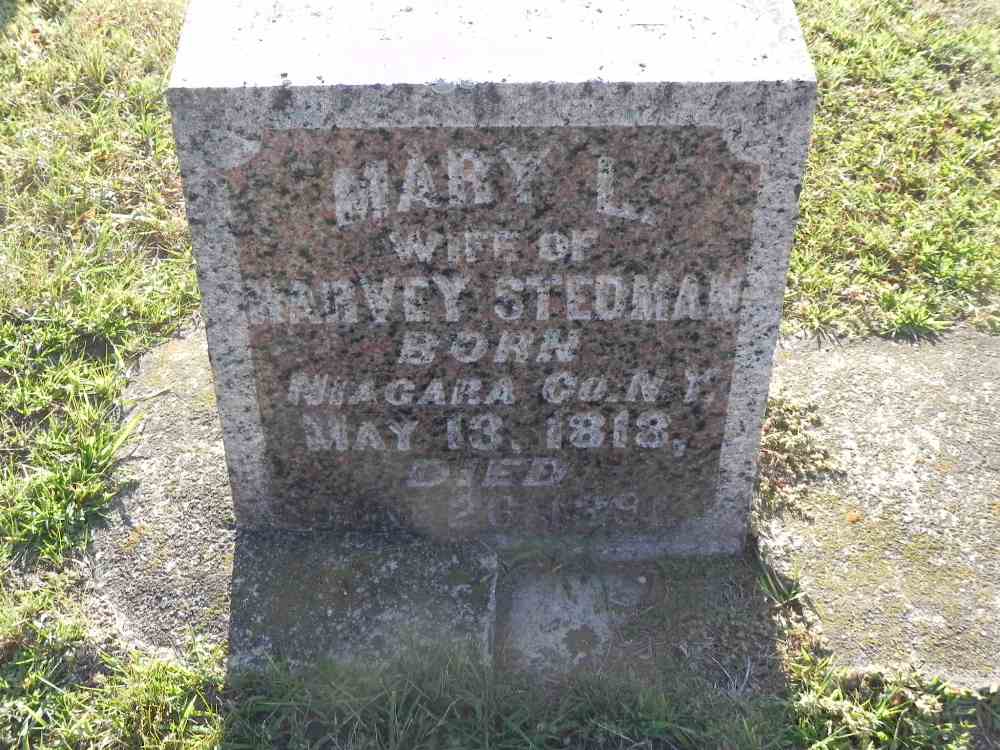 MARY L.
WIFE OF
HARVEY STEDMAN
BORN
NIAGARA CO. N.Y.
MAY 13, 1818,
DIED